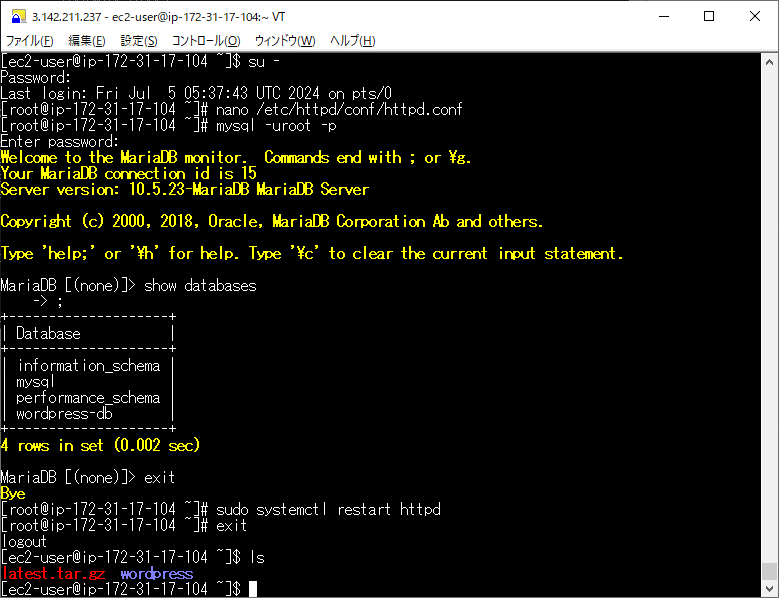 3.142.211.237 - ec2-user@ip-172-31-17-104:~ VT
ファイル(F) 編集(E) 設定(S) コントロール(O) ウィンドウ(W) ヘルプ(H)
[ec2-user@ip-172-31-17-104 ~]$ su -
Password:
Last login: Fri Jul  5 05:37:43 UTC 2024 on pts/0
[root@ip-172-31-17-104 ~]# nano /etc/httpd/conf/httpd.conf
[root@ip-172-31-17-104 ~]# mysql -uroot -p
Enter password:
Welcome to the MariaDB monitor.  Commands end with ; or ¥g.
Your MariaDB connection id is 15
Server version: 10.5.23-MariaDB MariaDB Server
Copyright (c) 2000, 2018, Oracle, MariaDB Corporation Ab and others.
Type 'help;' or '¥h' for help. Type '¥c' to clear the current input statement.
MariaDB [(none)]> show databases
    -> ;
+--------------------+
| Database           |
+--------------------+
| information_schema |
| mysql              |
| performance_schema |
| wordpress-db       |
+--------------------+
4 rows in set (0.002 sec)
MariaDB [(none)]> exit
Bye
[root@ip-172-31-17-104 ~]# sudo systemctl restart httpd
[root@ip-172-31-17-104 ~]# exit
logout
[ec2-user@ip-172-31-17-104 ~]$ ls
latest.tar.gz  wordpress
[ec2-user@ip-172-31-17-104 ~]$